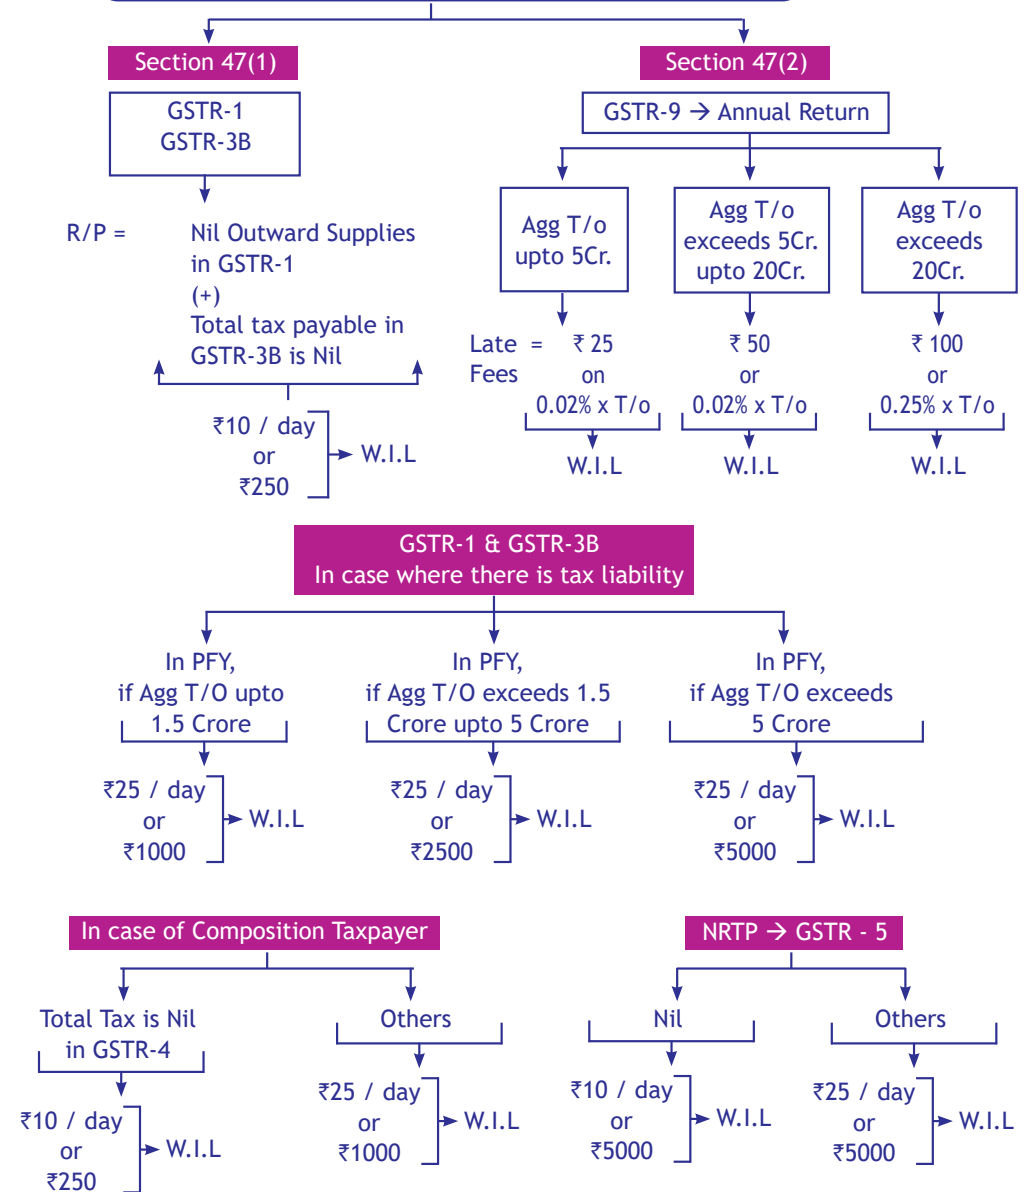 Section 47(1)
GSTR-1
GSTR-3B
R/P =
Nil Outward Supplies
in GSTR-1
(+)
Total tax payable in
GSTR-3B is Nil
₹10 / day
or
₹250
W.I.L
Section 47(2)
GSTR-9 → Annual Return
Agg T/o
upto 5Cr.
Agg T/o
exceeds 5Cr.
upto 20Cr.
Agg T/o
exceeds
20Cr.
Late =
Fees
₹ 25
on
0.02% x T/o
W.I.L
₹ 50
or
0.02% x T/o
W.I.L
₹ 100
or
0.25% x T/o
W.I.L
GSTR-1 & GSTR-3B
In case where there is tax liability
In PFY,
if Agg T/O upto
1.5 Crore
₹25 / day
or
₹1000
W.I.L
In PFY,
if Agg T/O exceeds 1.5
Crore upto 5 Crore
₹25 / day
or
₹2500
W.I.L
In PFY,
if Agg T/O exceeds
5 Crore
₹25 / day
or
₹5000
W.I.L
In case of Composition Taxpayer
Total Tax is Nil
in GSTR-4
₹10 / day
or
₹250
W.I.L
Others
₹25 / day
or
₹1000
W.I.L
NRTP → GSTR - 5
Nil
₹10 / day
or
₹5000
W.I.L
Others
₹25 / day
or
₹5000
W.I.L